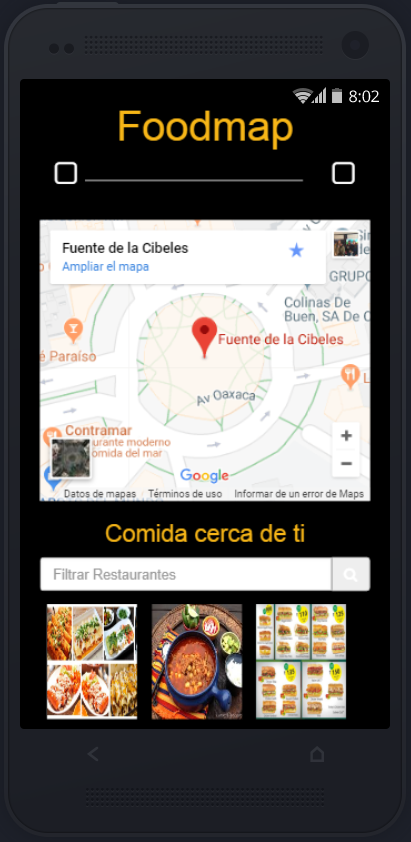 8:02
Foodmap
Fuente de la Cibeles
Ampliar el mapa
GRUPO
Colinas De
Buen, SA De C
é Paraíso
Fuente de la Cibeles
Av Oaxaca
Contramar
urante moderno
omida del mar
Google
Datos de mapas Términos de uso Informar de un error de Maps
Comida cerca de ti
Filtrar Restaurantes